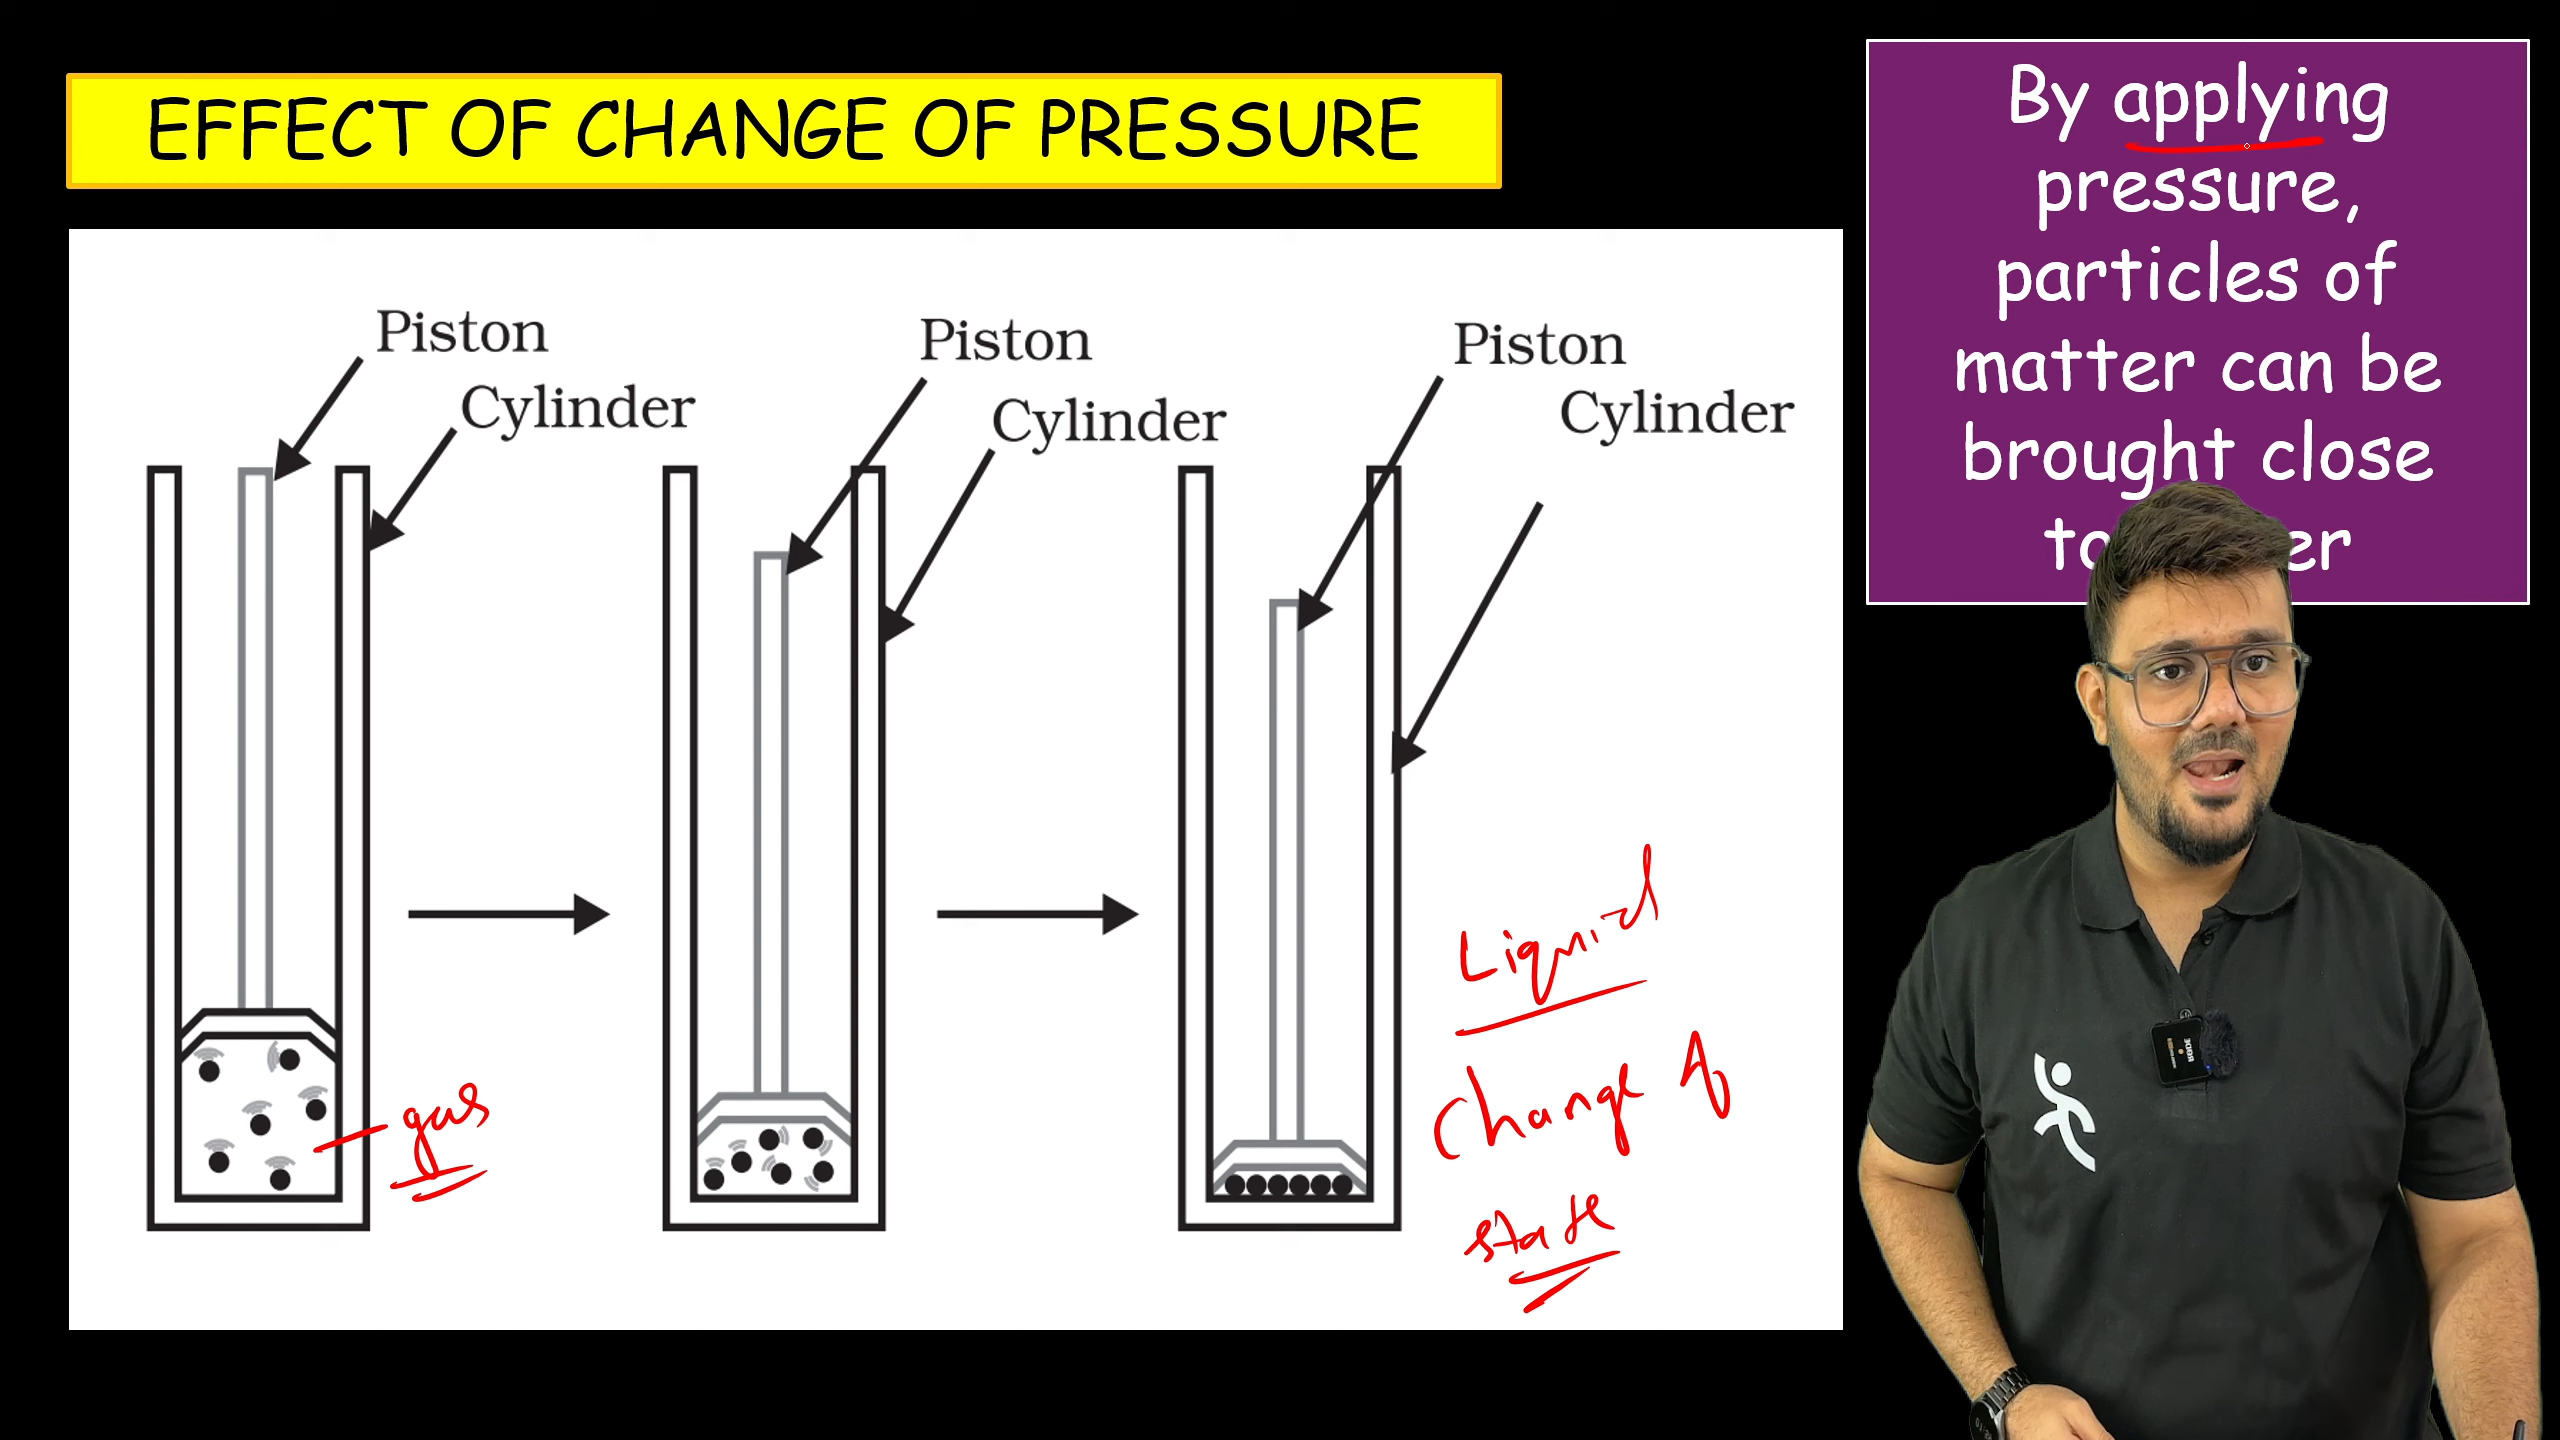 EFFECT OF CHANGE OF PRESSURE
By applying
pressure,
particles of
matter can be
brought close
Piston
Cylinder
Piston
Cylinder
Piston
Cylinder
gas
Liquid
Change of
state
RODE